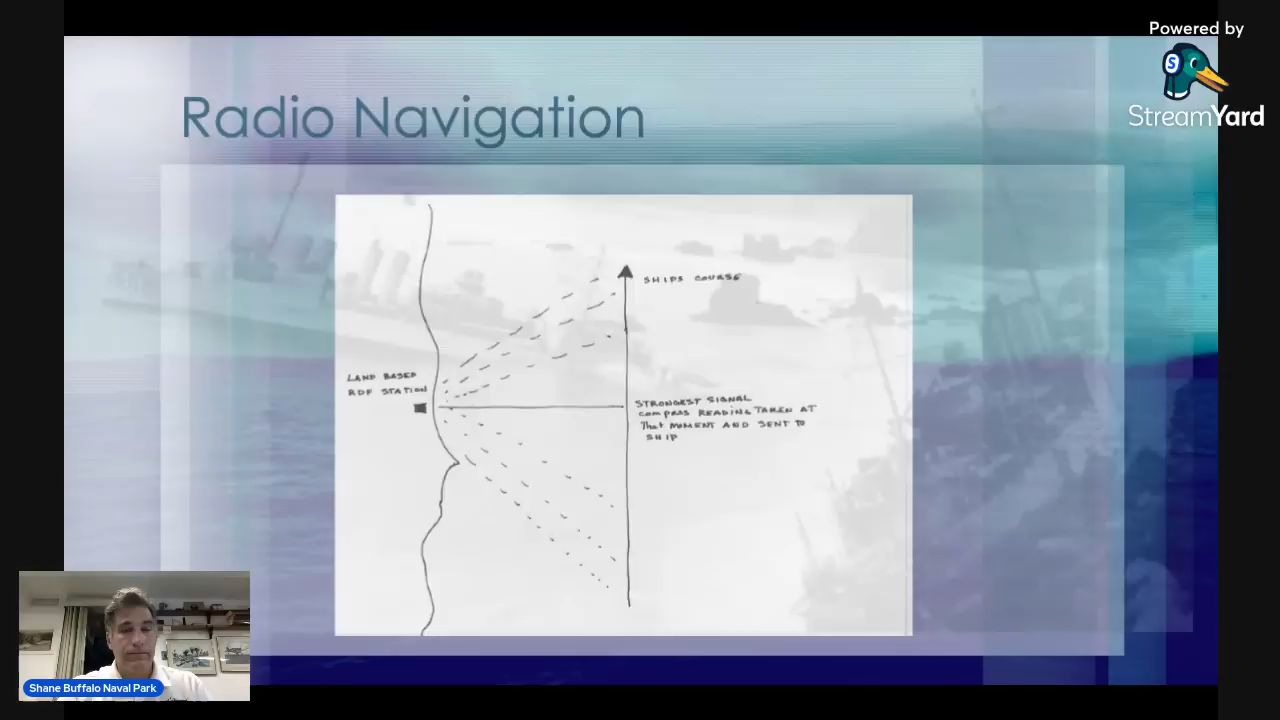 Powered by
StreamYard
Radio Navigation
SHIPS COURSE
LAND BASED
RDF STATION
STRONGEST SIGNAL
compass READING TAKEN AT
That MOMENT AND SENT TO
SHIP
Shane Buffalo Naval Park